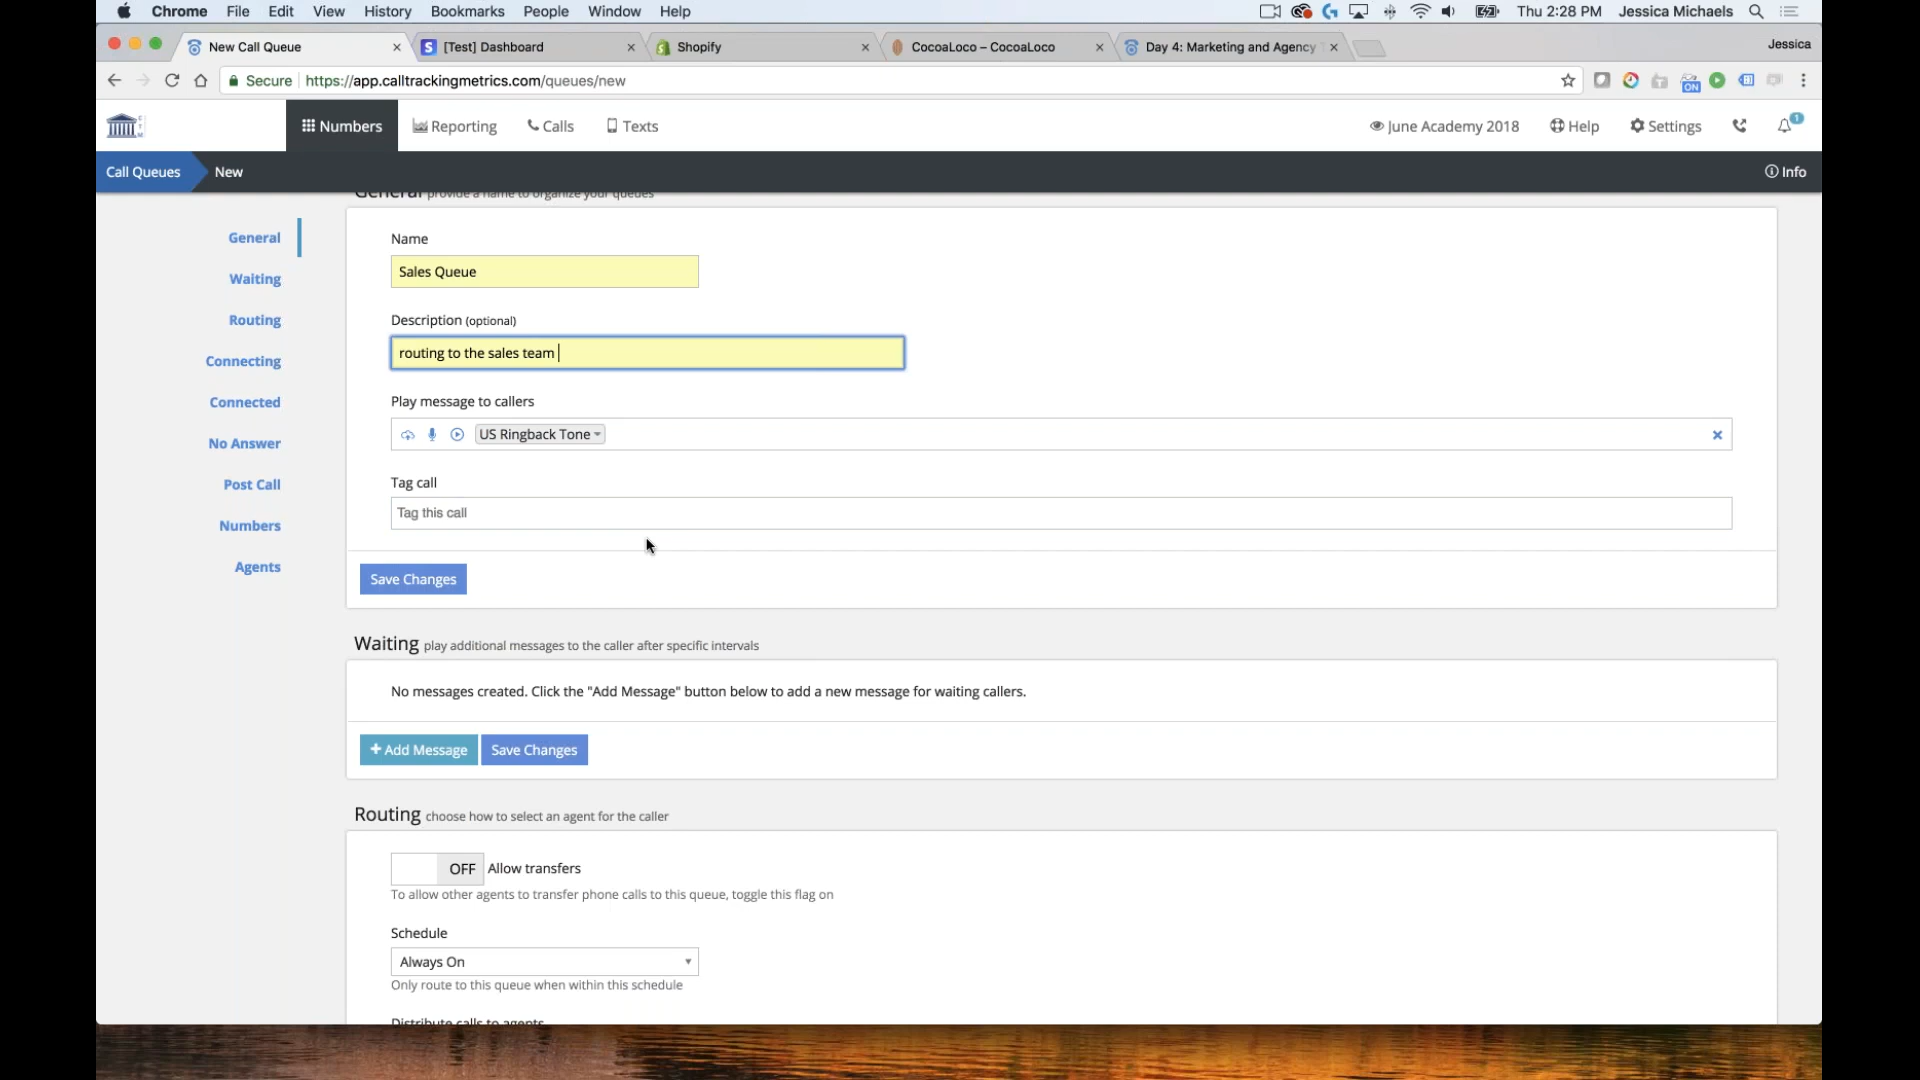 Chrome File Edit View History Bookmarks People Window Help Thu 2:28 PM Jessica Michaels
New Call Queue [Test] Dashboard Shopify CocoaLoco – CocoaLoco Day 4: Marketing and Agency Jessica
Secure https://app.calltrackingmetrics.com/queues/new ON
Numbers Reporting Calls Texts June Academy 2018 Help Settings 1
Call Queues New Info
General provide a name to organize your queues
General
Waiting
Routing
Connecting
Connected
No Answer
Post Call
Numbers
Agents
Name
Sales Queue
Description (optional)
routing to the sales team
Play message to callers
US Ringback Tone
Tag call
Tag this call
Save Changes
Waiting play additional messages to the caller after specific intervals
No messages created. Click the "Add Message" button below to add a new message for waiting callers.
+ Add Message Save Changes
Routing choose how to select an agent for the caller
OFF Allow transfers
To allow other agents to transfer phone calls to this queue, toggle this flag on
Schedule
Always On
Only route to this queue when within this schedule
Distribute calls to agents